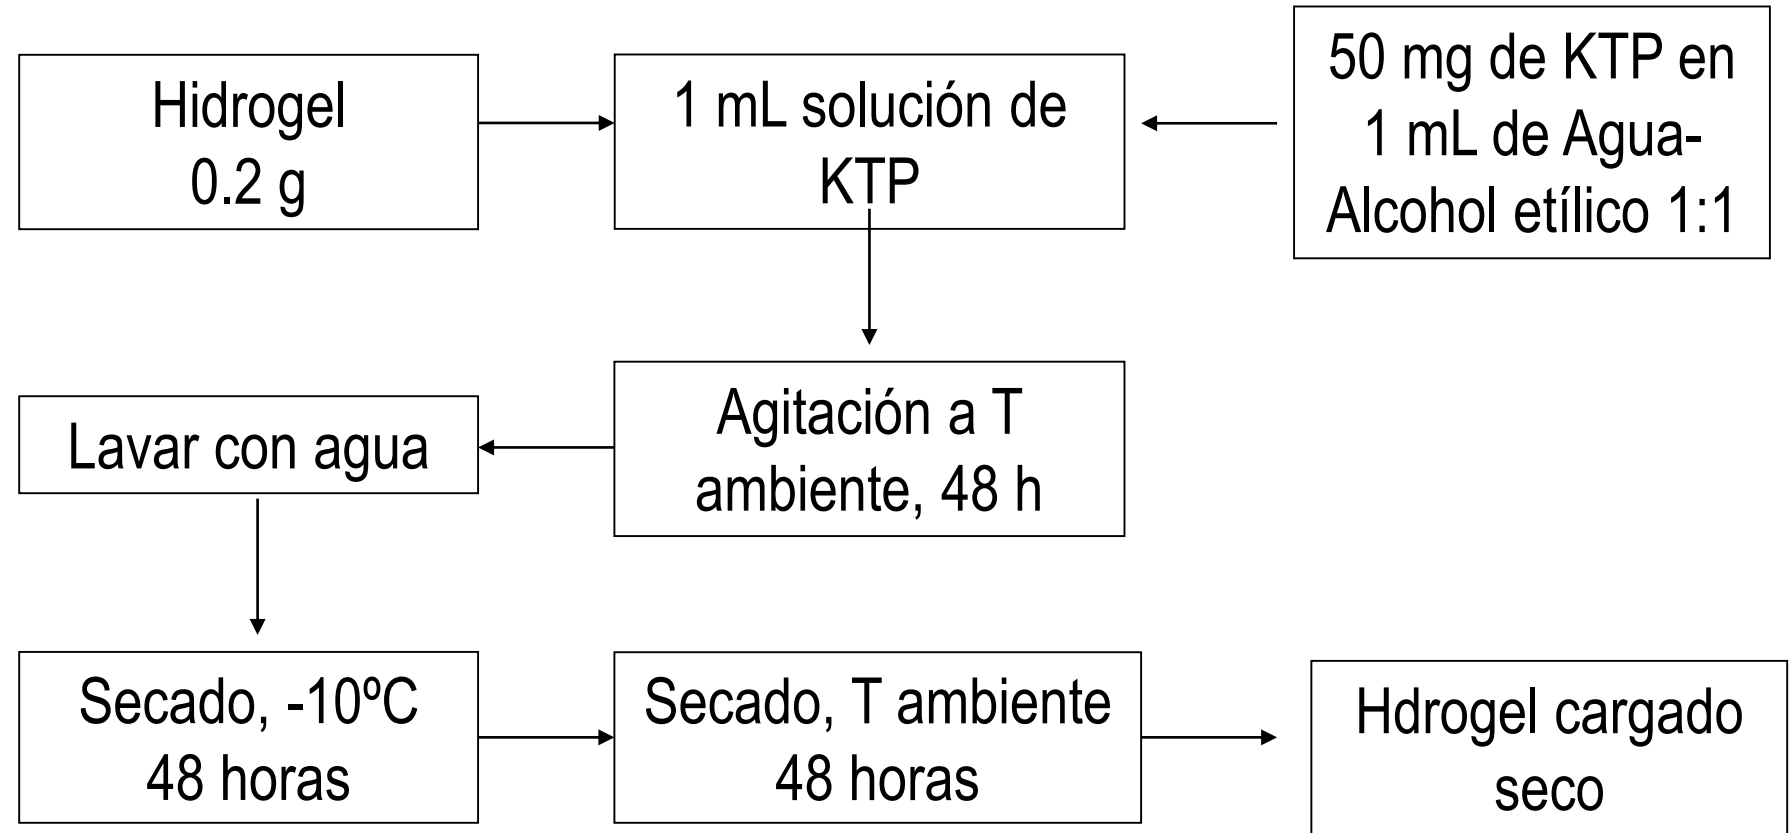 Hidrogel
0.2 g
1 mL solución de
KTP
50 mg de KTP en
1 mL de Agua-
Alcohol etílico 1:1
Agitación a T
ambiente, 48 h
Lavar con agua
Secado, -10ºC
48 horas
Secado, T ambiente
48 horas
Hdrogel cargado
seco